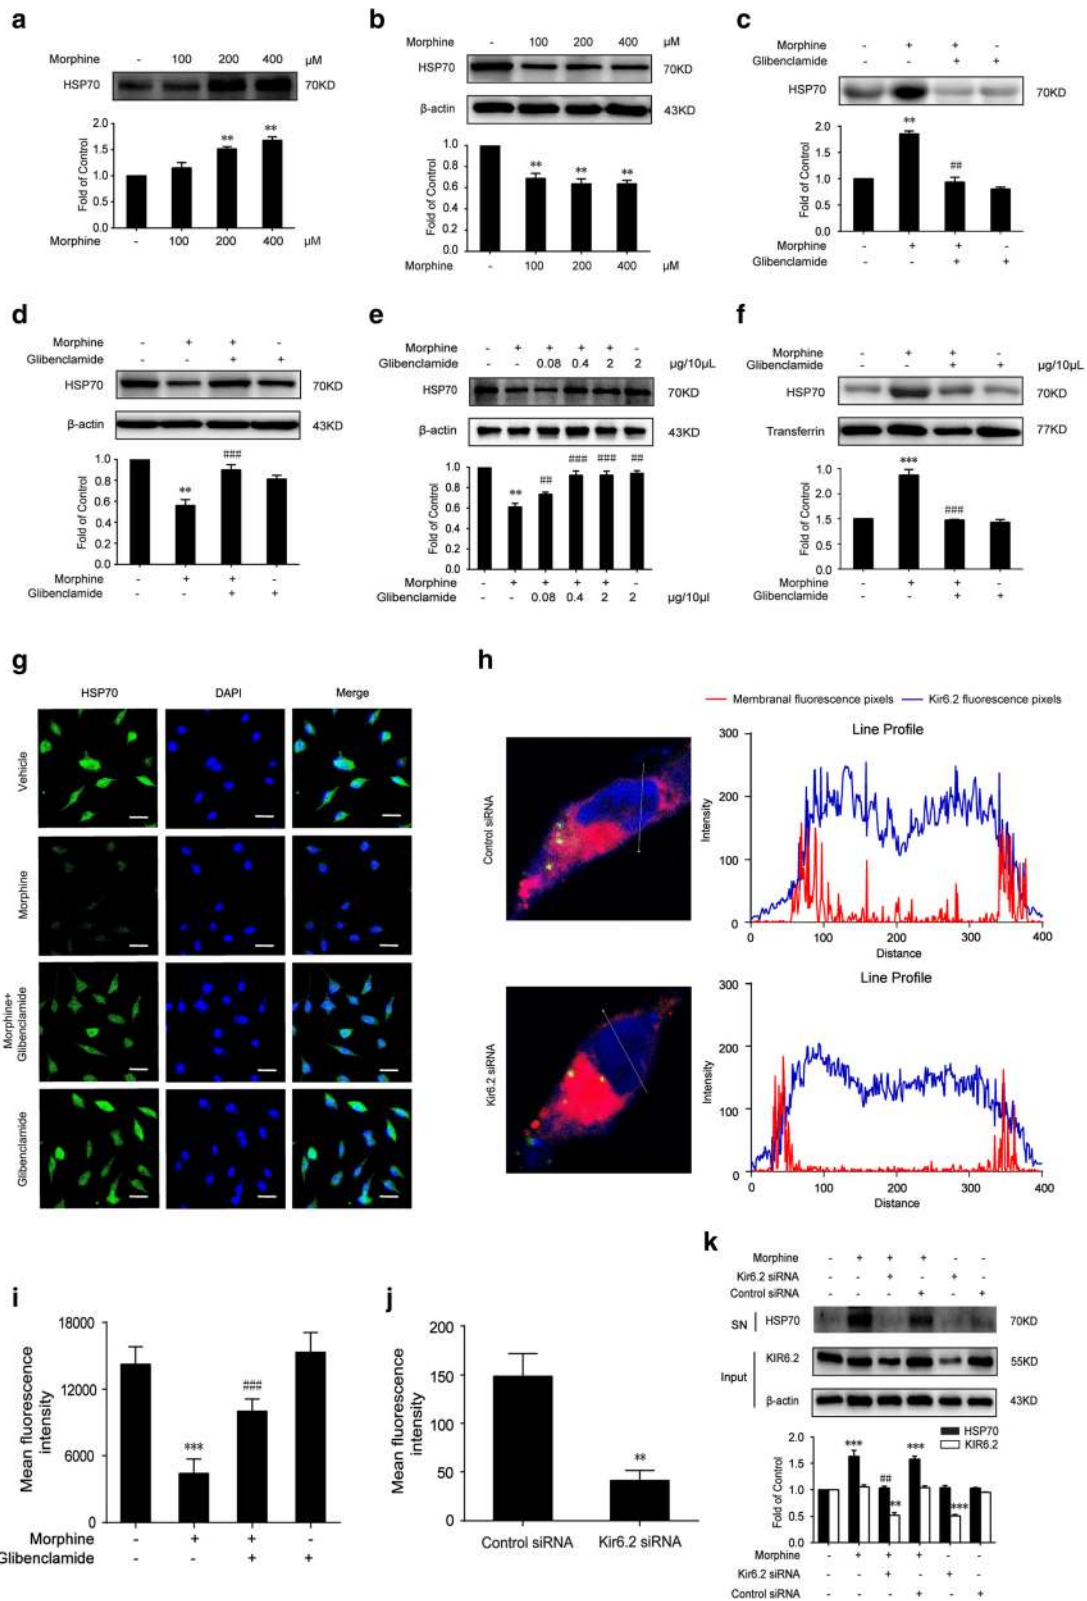 a
Morphine - 100 200 400 μM
HSP70 70KD
2.0
1.5
1.0
0.5
0.0
Fold of Control
** **
Morphine - 100 200 400 μM
b
Morphine - 100 200 400 μM
HSP70 70KD
β-actin 43KD
1.0
0.8
0.6
0.4
0.2
0.0
Fold of Control
** ** **
Morphine - 100 200 400 μM
c
Morphine - + + -
Glibenclamide - - + +
HSP70 70KD
2.0
1.5
1.0
0.5
0.0
Fold of Control
** ##
Morphine - + + -
Glibenclamide - - + +
d
Morphine - + + -
Glibenclamide - - + +
HSP70 70KD
β-actin 43KD
1.0
0.8
0.6
0.4
0.2
0.0
Fold of Control
** ###
Morphine - + + -
Glibenclamide - - + +
e
Morphine - + + + + -
Glibenclamide - - 0.08 0.4 2 2 μg/10μL
HSP70 70KD
β-actin 43KD
1.0
0.8
0.6
0.4
0.2
0.0
Fold of Control
** ## ### ### ##
Morphine - + + + + -
Glibenclamide - - 0.08 0.4 2 2 μg/10μl
f
Morphine - + + -
Glibenclamide - - + + μg/10μL
HSP70 70KD
Transferrin 77KD
1.0
2.0
1.5
0.5
0.0
Fold of Control
*** ###
Morphine - + + -
Glibenclamide - - + +
g
HSP70 DAPI Merge
Vehicle
Morphine
Morphine+
Glibenclamide
Glibenclamide
h
Membranal fluorescence pixels Kir6.2 fluorescence pixels
Control siRNA
Line Profile
300
200
100
0
Intensity
0 100 200 300 400
Distance
Kir6.2 siRNA
Line Profile
300
200
100
0
Intensity
0 100 200 300 400
Distance
i
18000
12000
6000
0
Mean fluorescence
intensity
*** ###
Morphine - + + -
Glibenclamide - - + +
j
200
150
100
50
0
Mean fluorescence
intensity
**
Control siRNA Kir6.2 siRNA
k
Morphine - + + + - -
Kir6.2 siRNA - - + - + -
Control siRNA - - - + - +
SN HSP70 70KD
Input
KIR6.2 55KD
β-actin 43KD
HSP70
KIR6.2
2.0
1.5
1.0
0.5
0.0
Fold of Control
*** ## ** *** ***
Morphine - + + + - -
Kir6.2 siRNA - - + - + -
Control siRNA - - - + - +